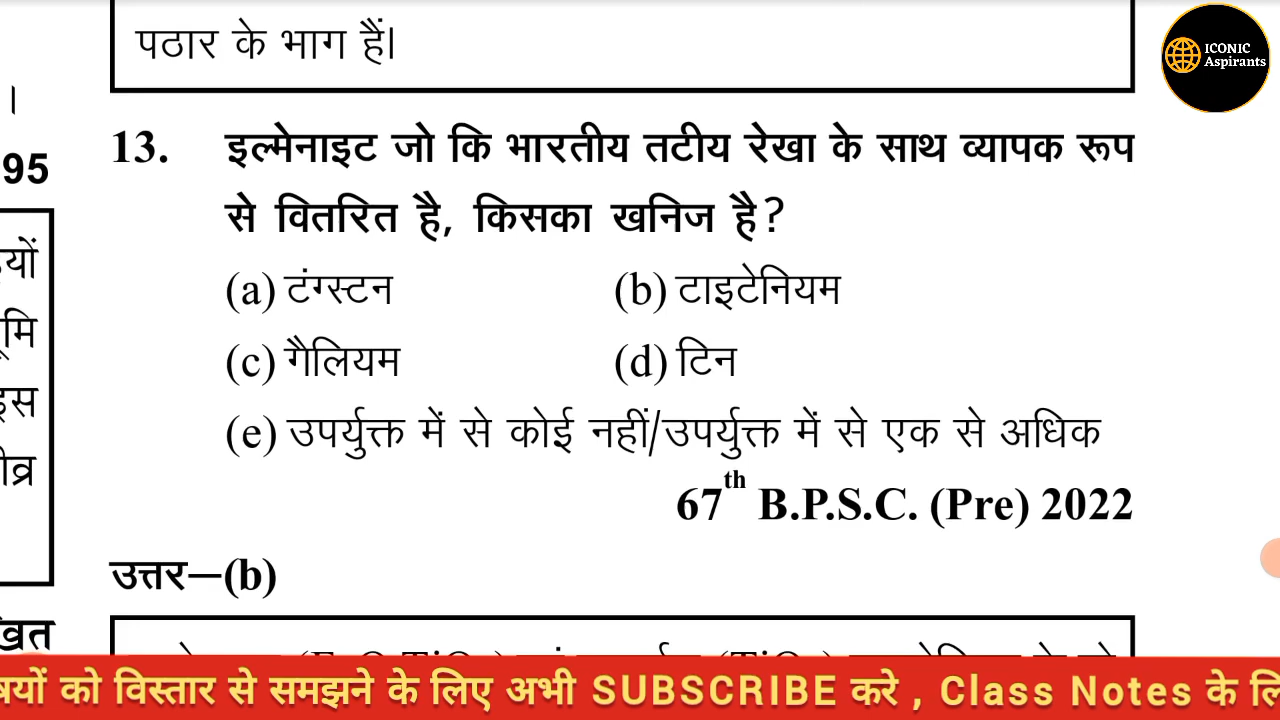 पठार के भाग हैं।
ICONIC
Aspirants
।
95
13. इल्मेनाइट जो कि भारतीय तटीय रेखा के साथ व्यापक रूप
से वितरित है, किसका खनिज है?
(a) टंग्स्टन (b) टाइटेनियम
(c) गैलियम (d) टिन
(e) उपर्युक्त में से कोई नहीं/उपर्युक्त में से एक से अधिक
67th B.P.S.C. (Pre) 2022
उत्तर—(b)
को विस्तार से समझने के लिए अभी SUBSCRIBE करे , Class Notes के